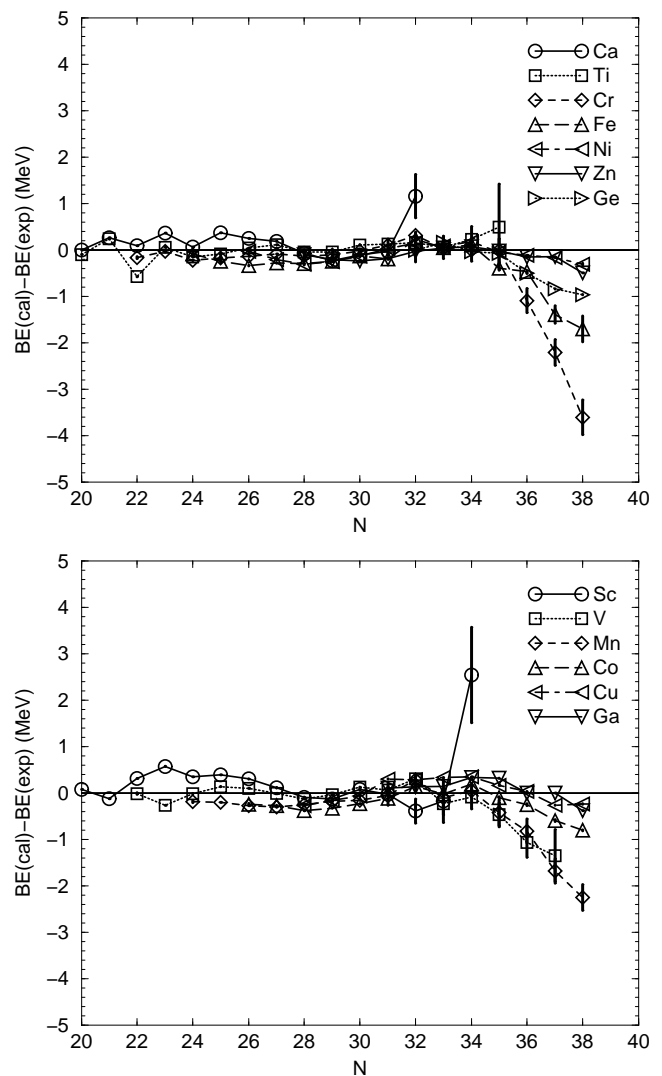 5
4
3
2
1
0
−1
−2
−3
−4
−5
BE(cal)−BE(exp) (MeV)
Ca
Ti
Cr
Fe
Ni
Zn
Ge
20 22 24 26 28 30 32 34 36 38 40
N
5
4
3
2
1
0
−1
−2
−3
−4
−5
BE(cal)−BE(exp) (MeV)
Sc
V
Mn
Co
Cu
Ga
20 22 24 26 28 30 32 34 36 38 40
N